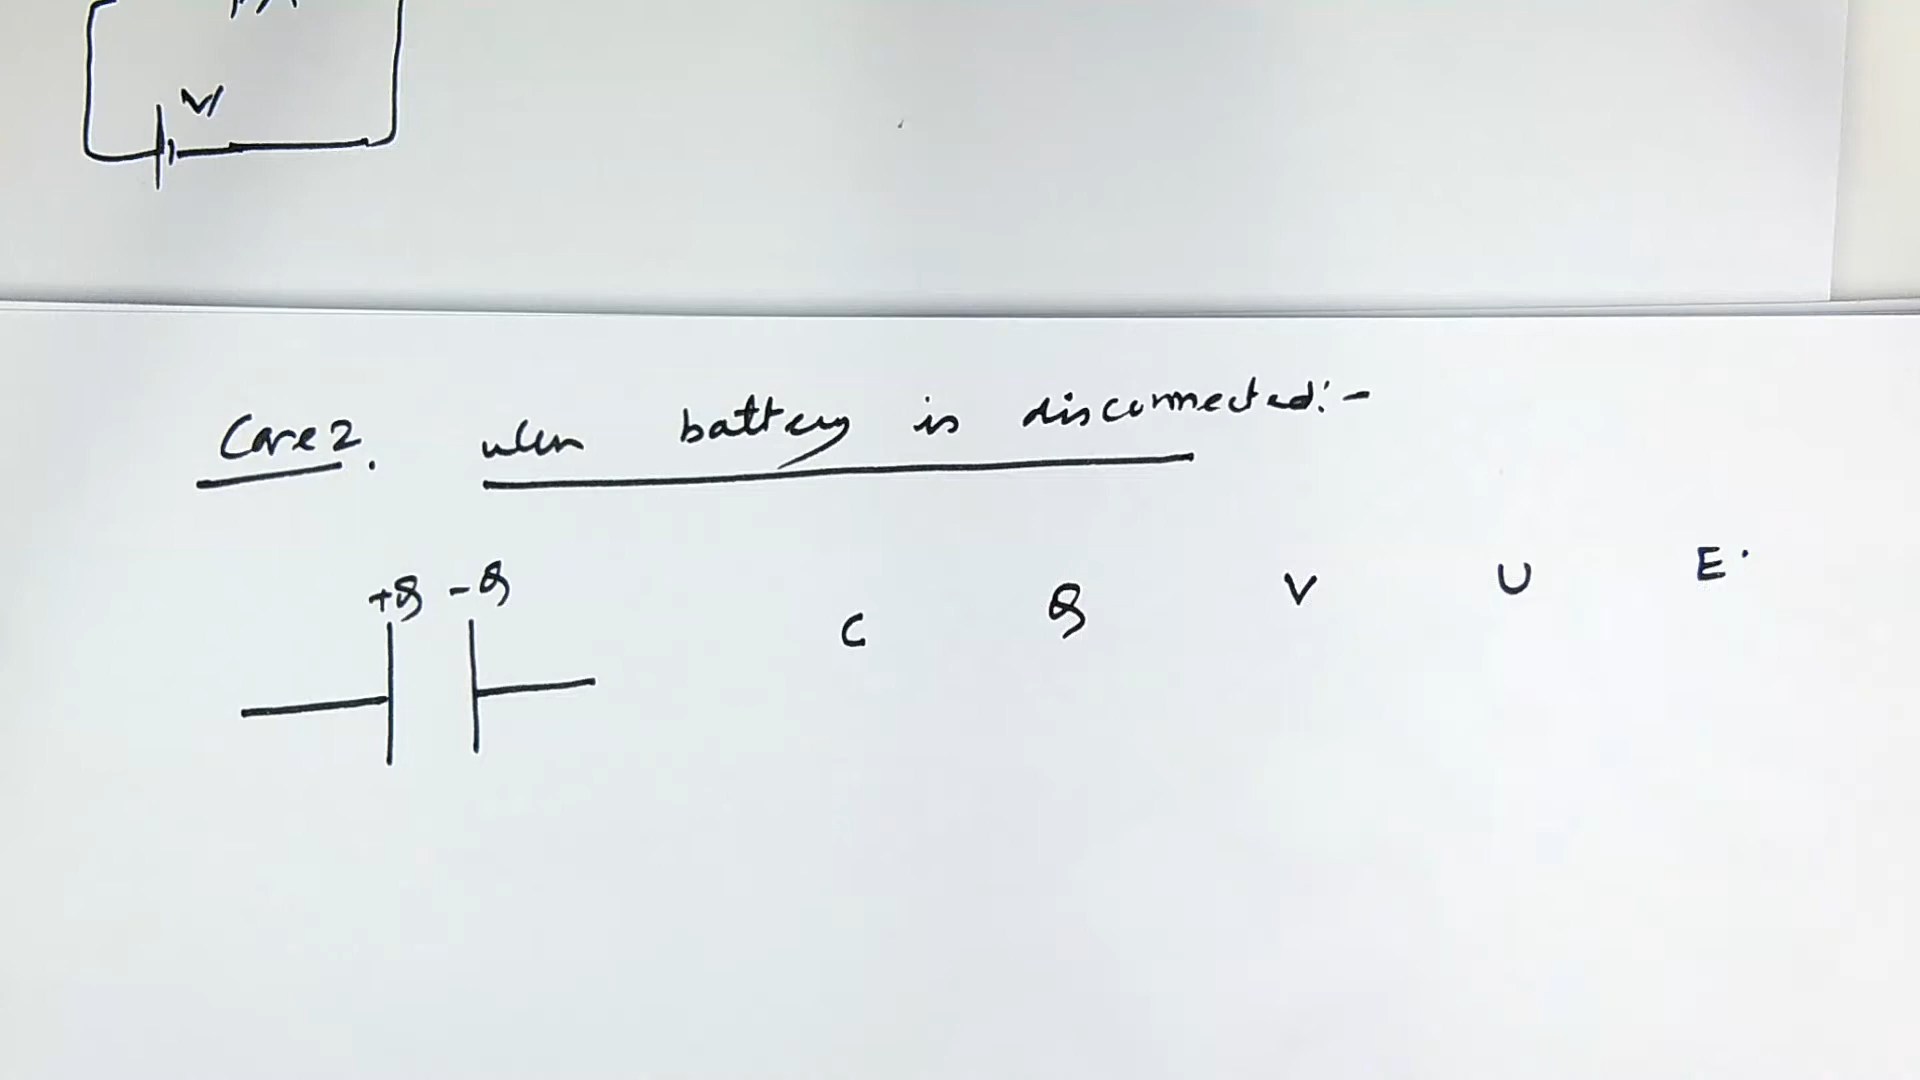 V
Case 2. when battery is disconnected:-
+Q -Q
C Q V U E.